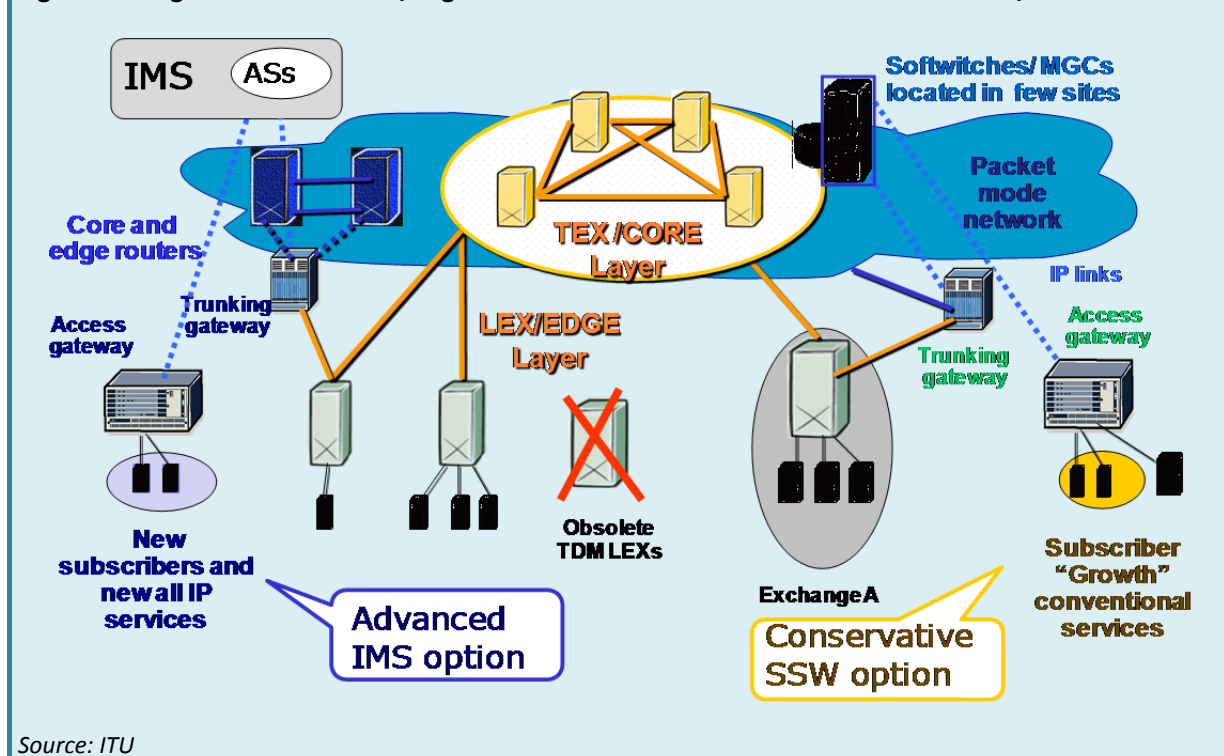 IMS
ASs
Softwitches/ MGCs
located in few sites
Packet
mode
network
Core and
edge routers
TEX /CORE
Layer
IP links
Trunking
gateway
Access
gateway
LEX/EDGE
Layer
Access
gateway
Trunking
gateway
Obsolete
TDM LEXs
New
subscribers and
new all IP
services
Exchange A
Subscriber
“Growth”
conventional
services
Advanced
IMS option
Conservative
SSW option
Source: ITU